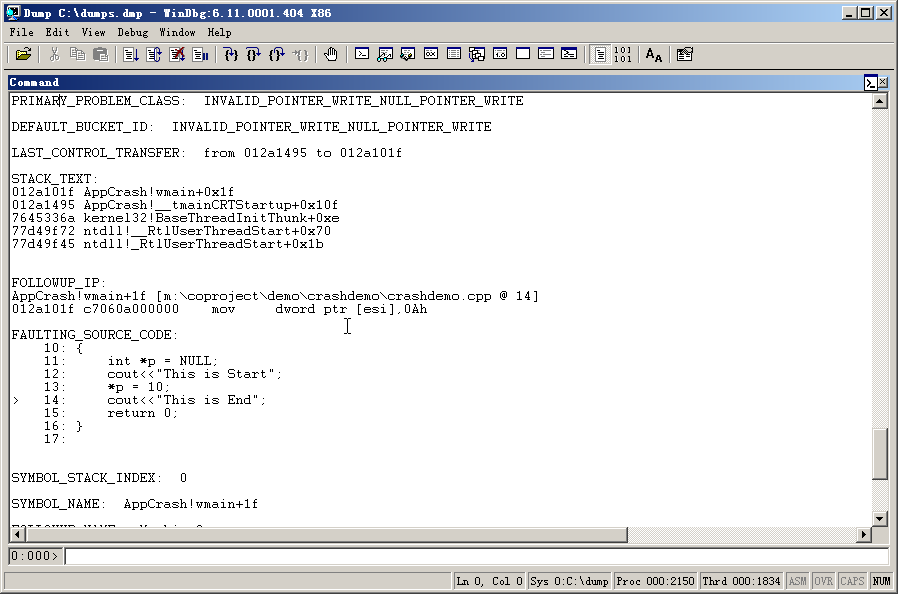 Dump C:\dumps.dmp - WinDbg:6.11.0001.404 X86
File Edit View Debug Window Help
101
101
AA
Command
PRIMARY_PROBLEM_CLASS:  INVALID_POINTER_WRITE_NULL_POINTER_WRITE
DEFAULT_BUCKET_ID:  INVALID_POINTER_WRITE_NULL_POINTER_WRITE
LAST_CONTROL_TRANSFER:  from 012a1495 to 012a101f
STACK_TEXT:
012a101f AppCrash!wmain+0x1f
012a1495 AppCrash!__tmainCRTStartup+0x10f
7645336a kernel32!BaseThreadInitThunk+0xe
77d49f72 ntdll!__RtlUserThreadStart+0x70
77d49f45 ntdll!_RtlUserThreadStart+0x1b
FOLLOWUP_IP:
AppCrash!wmain+1f [m:\coproject\demo\crashdemo\crashdemo.cpp @ 14]
012a101f c7060a000000    mov     dword ptr [esi],0Ah
FAULTING_SOURCE_CODE:
    10: {
    11:     int *p = NULL;
    12:     cout<<"This is Start";
    13:     *p = 10;
>   14:     cout<<"This is End";
    15:     return 0;
    16: }
    17:
SYMBOL_STACK_INDEX:  0
SYMBOL_NAME:  AppCrash!wmain+1f
0:000>
Ln 0, Col 0 Sys 0:C:\dump Proc 000:2150 Thrd 000:1834 ASM OVR CAPS NUM